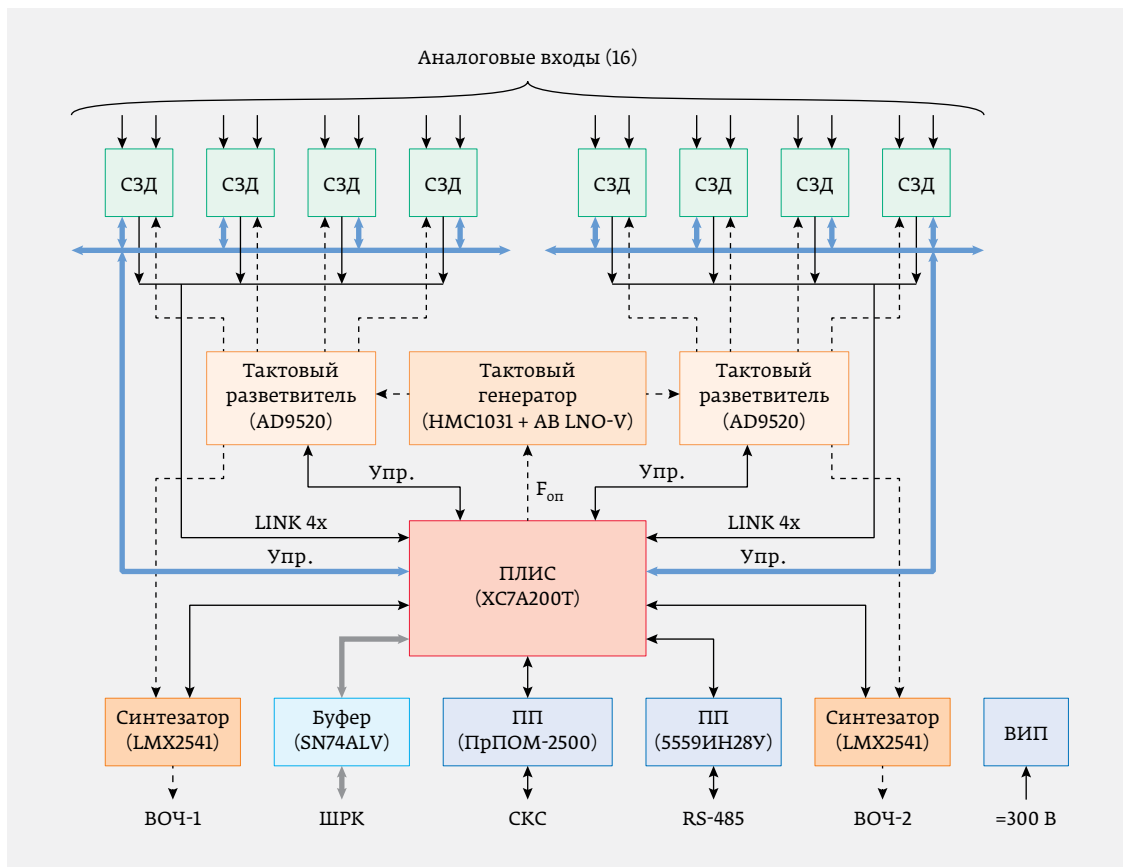 Аналоговые входы (16)
СЗД СЗД СЗД СЗД СЗД СЗД СЗД СЗД
Тактовый
разветвитель
(AD9520)
Тактовый
генератор
(HMC1031 + AB LNO-V)
Тактовый
разветвитель
(AD9520)
Упр.
Fоп
Упр.
LINK 4x
LINK 4x
Упр.
Упр.
ПЛИС
(XC7A200T)
Синтезатор
(LMX2541)
Буфер
(SN74ALV)
ПП
(ПрПОМ-2500)
ПП
(5559ИН28У)
Синтезатор
(LMX2541)
ВИП
ВОЧ-1
ШРК
СКС
RS-485
ВОЧ-2
=300 В